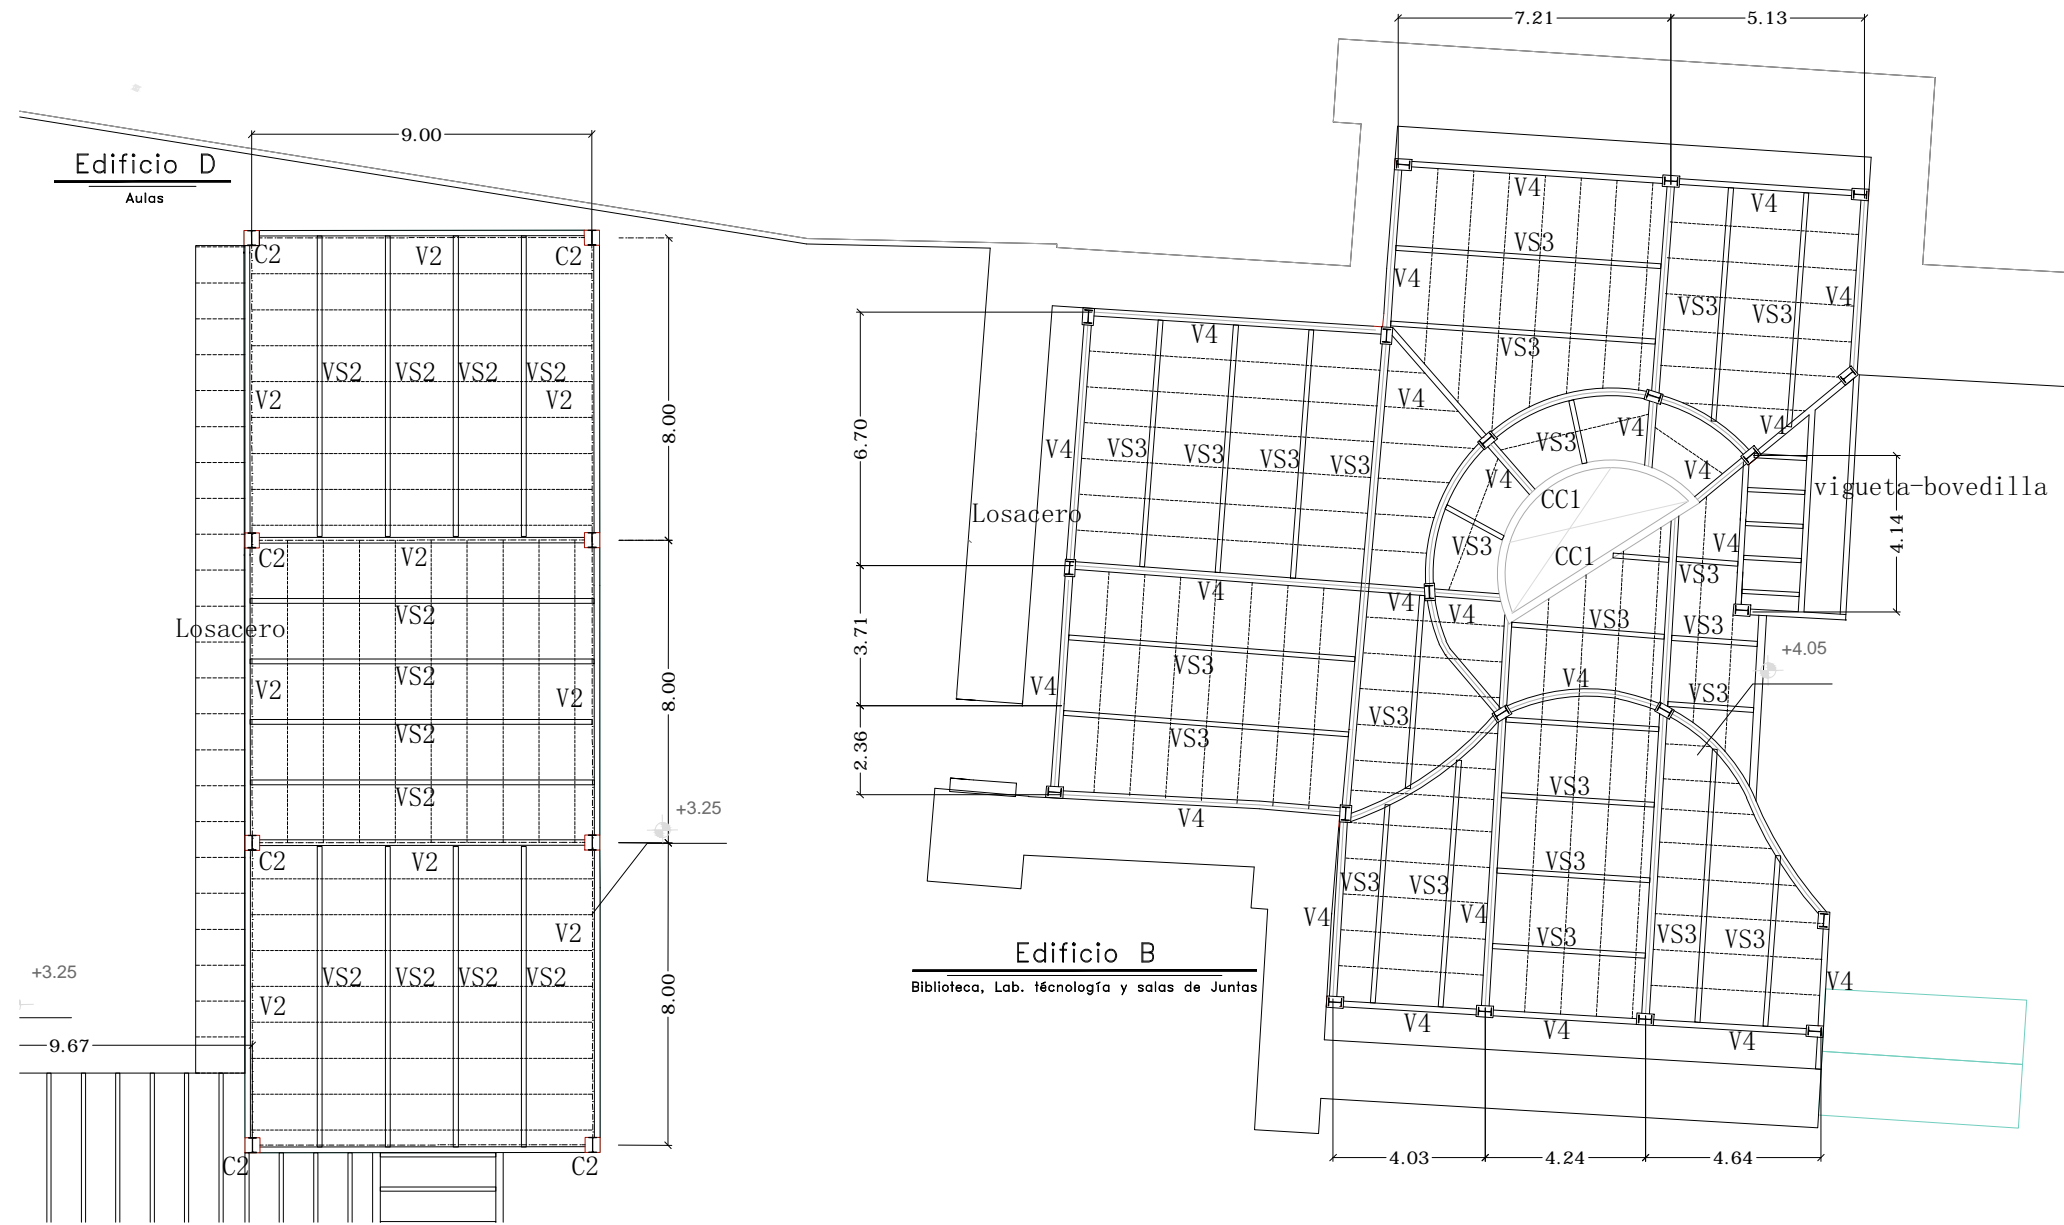 7.21
5.13
9.00
Edificio D
Aulas
C2
V2
C2
VS2
VS2
VS2
VS2
V2
V2
8.00
C2
V2
VS2
Losacero
VS2
V2
V2
VS2
VS2
8.00
+3.25
C2
V2
V2
VS2
VS2
VS2
VS2
V2
8.00
+3.25
9.67
C2
C2
V4
V4
VS3
V4
V4
VS3
VS3
VS3
V4
6.70
V4
V4
V4
V4
VS3
V4
VS3
VS3
VS3
VS3
V4
V4
CC1
vigueta-bovedilla
Losacero
VS3
CC1
V4
VS3
4.14
V4
V4
V4
VS3
VS3
3.71
VS3
V4
V4
VS3
VS3
+4.05
VS3
2.36
VS3
V4
VS3
VS3
VS3
V4
V4
VS3
VS3
VS3
V4
Edificio B
Biblioteca, Lab. técnología y salas de Juntas
V4
V4
V4
4.03
4.24
4.64